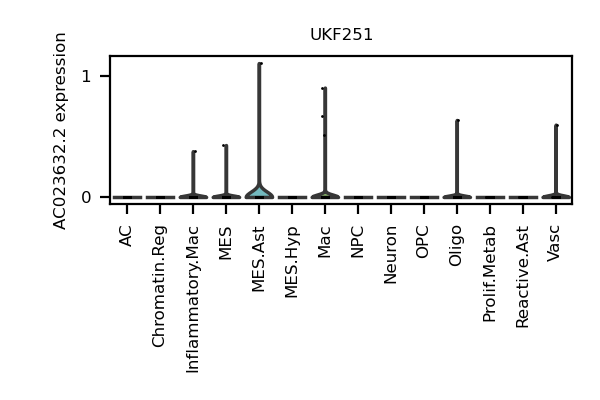 UKF251
AC023632.2 expression
1
0
AC
Chromatin.Reg
Inflammatory.Mac
MES
MES.Ast
MES.Hyp
Mac
NPC
Neuron
OPC
Oligo
Prolif.Metab
Reactive.Ast
Vasc